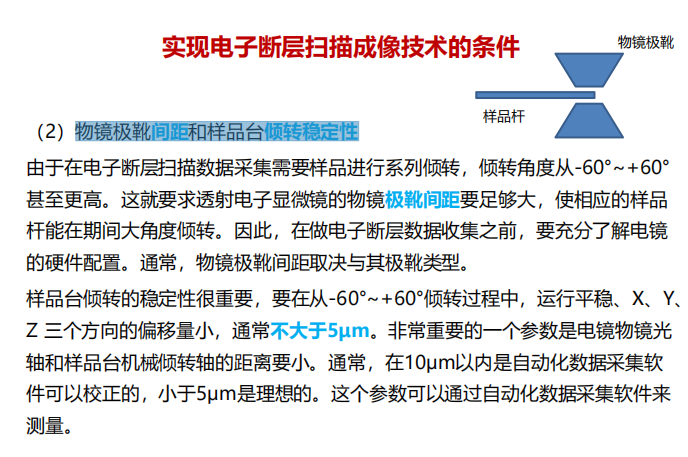 实现电子断层扫描成像技术的条件
物镜极靴
样品杆
（2）物镜极靴间距和样品台倾转稳定性
由于在电子断层扫描数据采集需要样品进行系列倾转，倾转角度从-60°~+60°
甚至更高。这就要求透射电子显微镜的物镜极靴间距要足够大，使相应的样品
杆能在期间大角度倾转。因此，在做电子断层数据收集之前，要充分了解电镜
的硬件配置。通常，物镜极靴间距取决与其极靴类型。
样品台倾转的稳定性很重要，要在从-60°~+60°倾转过程中，运行平稳、X、Y、
Z 三个方向的偏移量小，通常不大于5μm。非常重要的一个参数是电镜物镜光
轴和样品台机械倾转轴的距离要小。通常，在10μm以内是自动化数据采集软
件可以校正的，小于5μm是理想的。这个参数可以通过自动化数据采集软件来
测量。